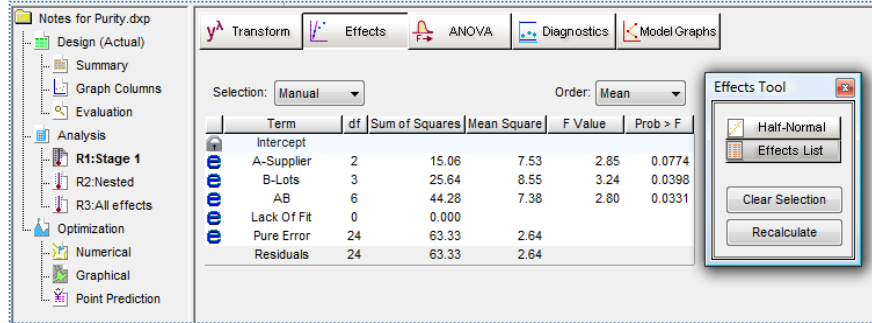 Notes for Purity.dxp
Design (Actual)
Summary
Graph Columns
Evaluation
Analysis
R1:Stage 1
R2:Nested
R3:All effects
Optimization
Numerical
Graphical
Point Prediction
yλ Transform Effects ANOVA Diagnostics Model Graphs
Selection: Manual Order: Mean
Term df Sum of Squares Mean Square F Value Prob > F
Intercept
e A-Supplier 2 15.06 7.53 2.85 0.0774
e B-Lots 3 25.64 8.55 3.24 0.0398
e AB 6 44.28 7.38 2.80 0.0331
e Lack Of Fit 0 0.000
e Pure Error 24 63.33 2.64
Residuals 24 63.33 2.64
Effects Tool
Half-Normal
Effects List
Clear Selection
Recalculate